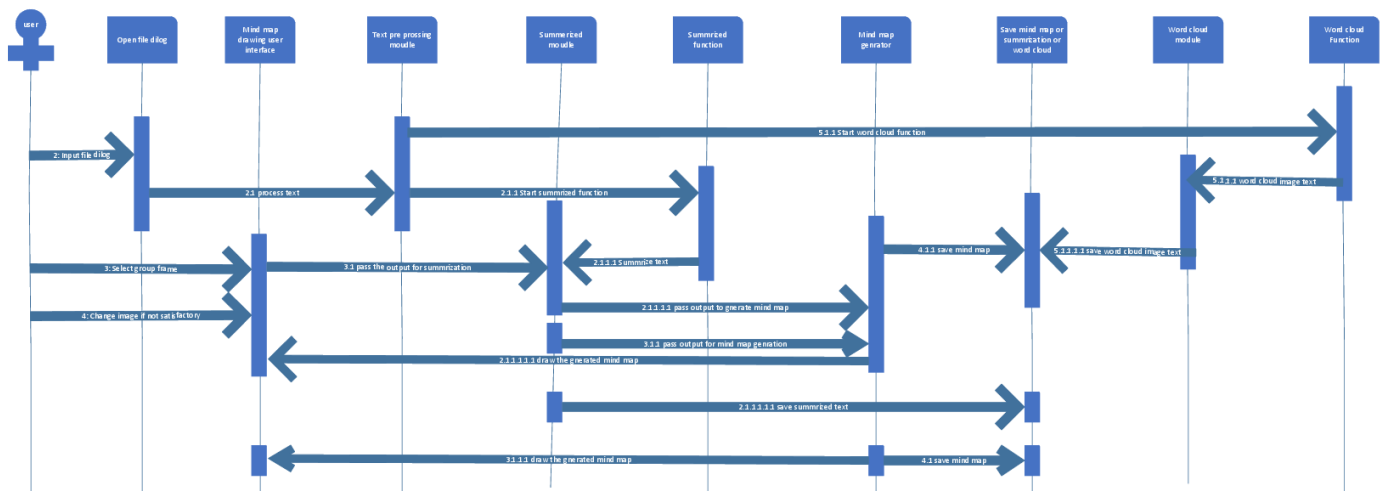 user
Open file dilog
Mind map
drawing user
interface
Text pre prossing
moudle
Summerized
moudle
Summrized
function
Mind map
genrator
Save mind map or
summrization or
word cloud
Word cloud
module
Word cloud
Function
5.1.1 Start word cloud function
2: Input file dilog
5.1.1.1 word cloud image text
2.1 process text
2.1.1 Start summrized function
4.1.1 save mind map
5.1.1.1.1 save word cloud image text
2.1.1.1 Summrize text
3: Select group frame
3.1 pass the output for summrization
2.1.1.1.1 pass output to gnerate mind map
4: Change image if not satisfactory
3.1.1 pass output for mind map genration
2.1.1.1.1.1 draw the gnerated mind map
2.1.1.1.1.1 save summrized text
3.1.1.1 draw the gnerated mind map
4.1 save mind map